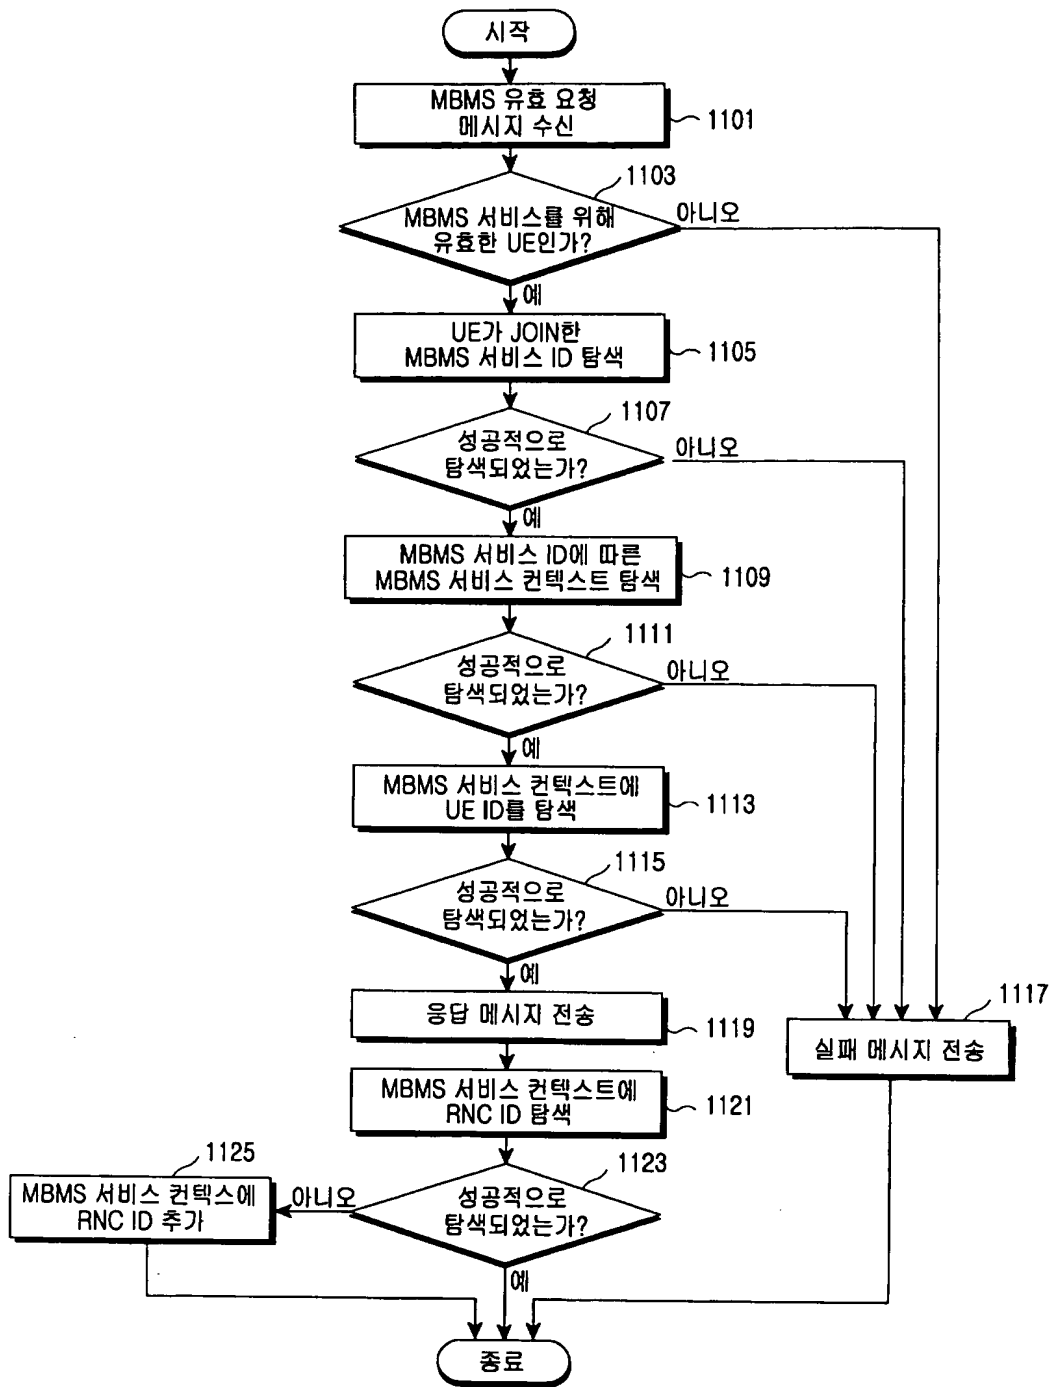 시작
MBMS 유효 요청
메시지 수신
1101
1103
MBMS 서비스를 위해
유효한 UE인가?
아니오
예
UE가 JOIN한
MBMS 서비스 ID 탐색
1105
1107
성공적으로
탐색되었는가?
아니오
예
MBMS 서비스 ID에 따른
MBMS 서비스 컨텍스트 탐색
1109
1111
성공적으로
탐색되었는가?
아니오
예
MBMS 서비스 컨텍스트에
UE ID를 탐색
1113
1115
성공적으로
탐색되었는가?
아니오
예
응답 메시지 전송
1119
1117
실패 메시지 전송
MBMS 서비스 컨텍스트에
RNC ID 탐색
1121
1123
성공적으로
탐색되었는가?
아니오
1125
MBMS 서비스 컨텍스에
RNC ID 추가
예
종료